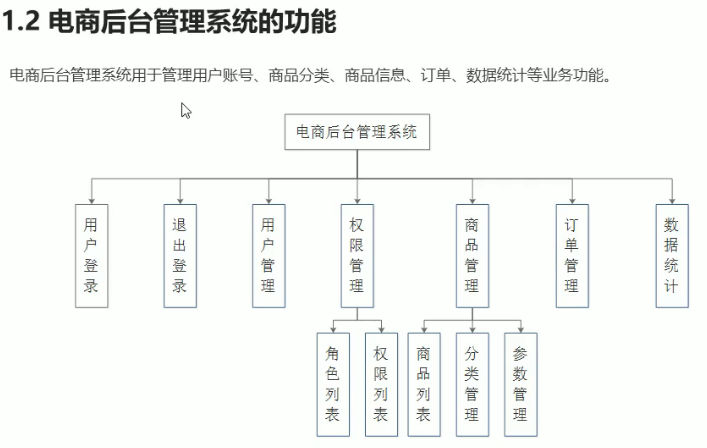 1.2 电商后台管理系统的功能
电商后台管理系统用于管理用户账号、商品分类、商品信息、订单、数据统计等业务功能。
电商后台管理系统
用户登录
退出登录
用户管理
权限管理
商品管理
订单管理
数据统计
角色列表
权限列表
商品列表
分类管理
参数管理